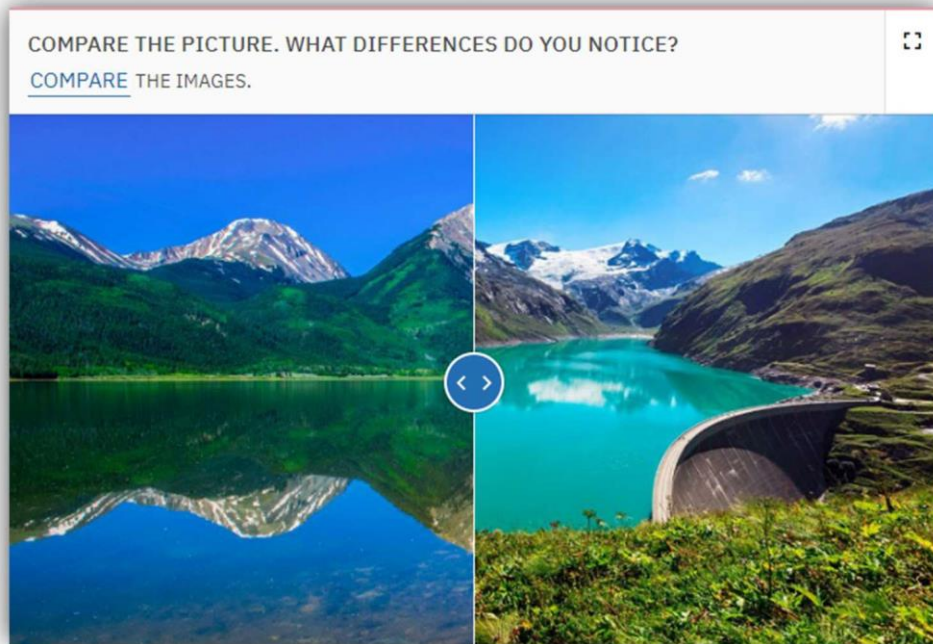 COMPARE THE PICTURE. WHAT DIFFERENCES DO YOU NOTICE?
COMPARE THE IMAGES.